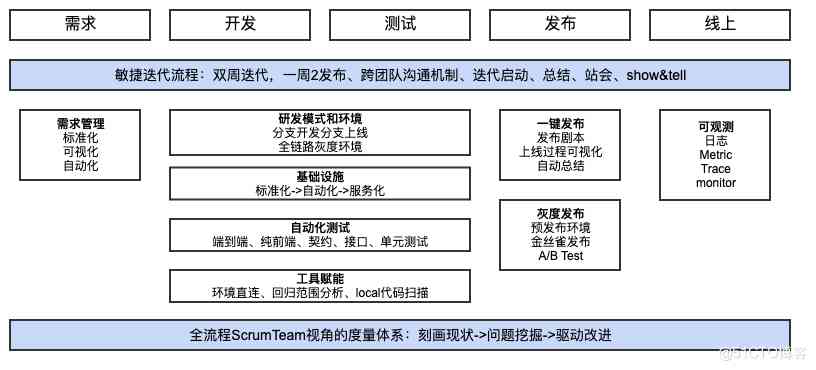 需求
开发
测试
发布
线上
敏捷迭代流程：双周迭代，一周2发布、跨团队沟通机制、迭代启动、总结、站会、show&tell
需求管理
标准化
可视化
自动化
研发模式和环境
分支开发分支上线
全链路灰度环境
基础设施
标准化->自动化->服务化
自动化测试
端到端、纯前端、契约、接口、单元测试
工具赋能
环境直连、回归范围分析、local代码扫描
一键发布
发布剧本
上线过程可视化
自动总结
灰度发布
预发布环境
金丝雀发布
A/B Test
可观测
日志
Metric
Trace
monitor
全流程ScrumTeam视角的度量体系：刻画现状->问题挖掘->驱动改进
@51CTO博客